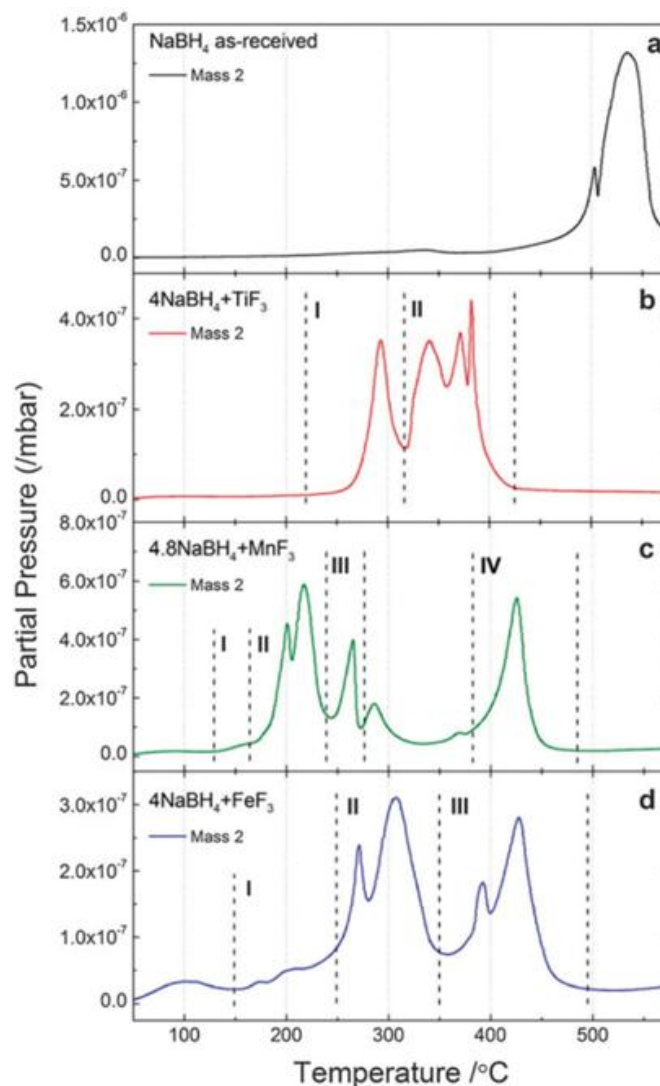 NaBH₄ as-received
a
Mass 2
1.5x10⁻⁶
1.0x10⁻⁶
5.0x10⁻⁷
0.0
4NaBH₄+TiF₃
I
II
b
Mass 2
4.0x10⁻⁷
2.0x10⁻⁷
0.0
4.8NaBH₄+MnF₃
III
IV
c
Mass 2
I
II
8.0x10⁻⁷
6.0x10⁻⁷
4.0x10⁻⁷
2.0x10⁻⁷
0.0
4NaBH₄+FeF₃
II
III
d
Mass 2
I
3.0x10⁻⁷
2.0x10⁻⁷
1.0x10⁻⁷
0.0
Partial Pressure (/mbar)
100 200 300 400 500
Temperature /°C